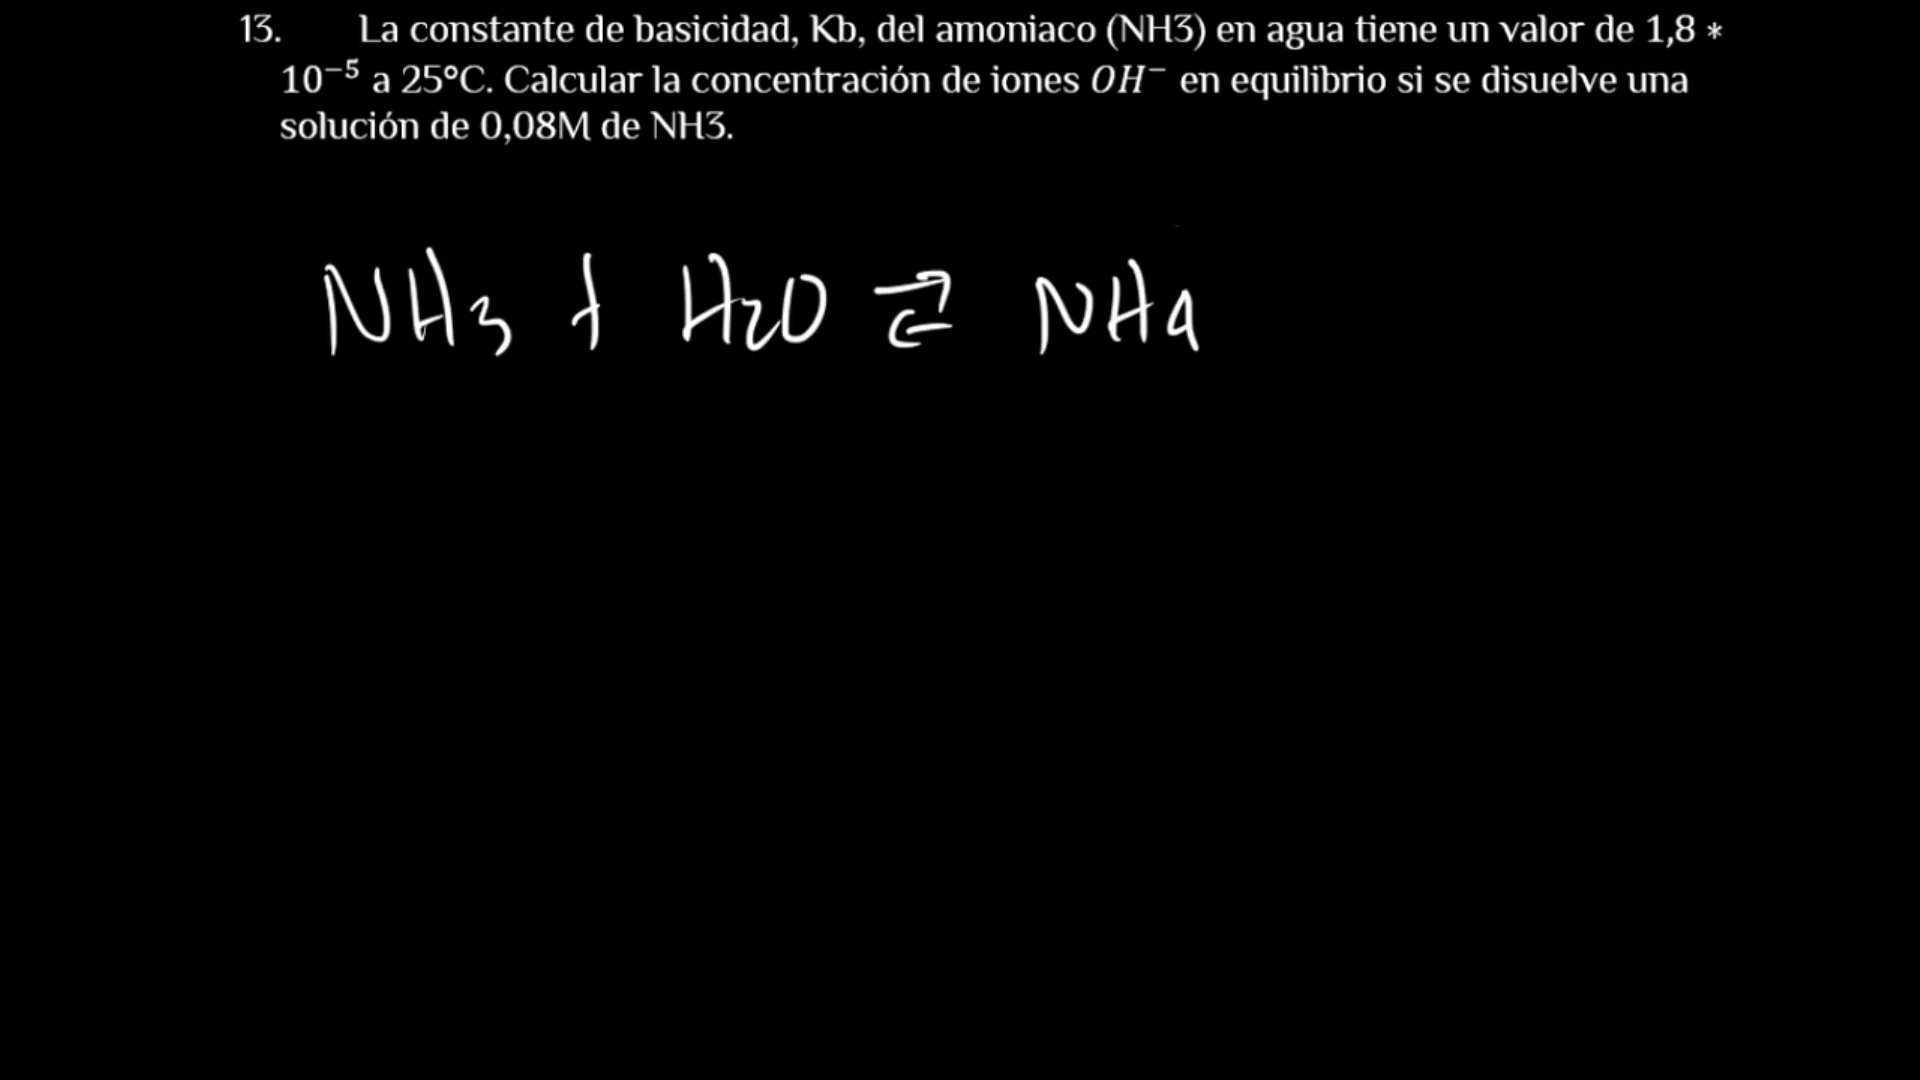 13. La constante de basicidad, Kb, del amoniaco (NH3) en agua tiene un valor de 1,8 *
10⁻⁵ a 25°C. Calcular la concentración de iones OH⁻ en equilibrio si se disuelve una
solución de 0,08M de NH3.
NH3 + H2O ⇄ NH4